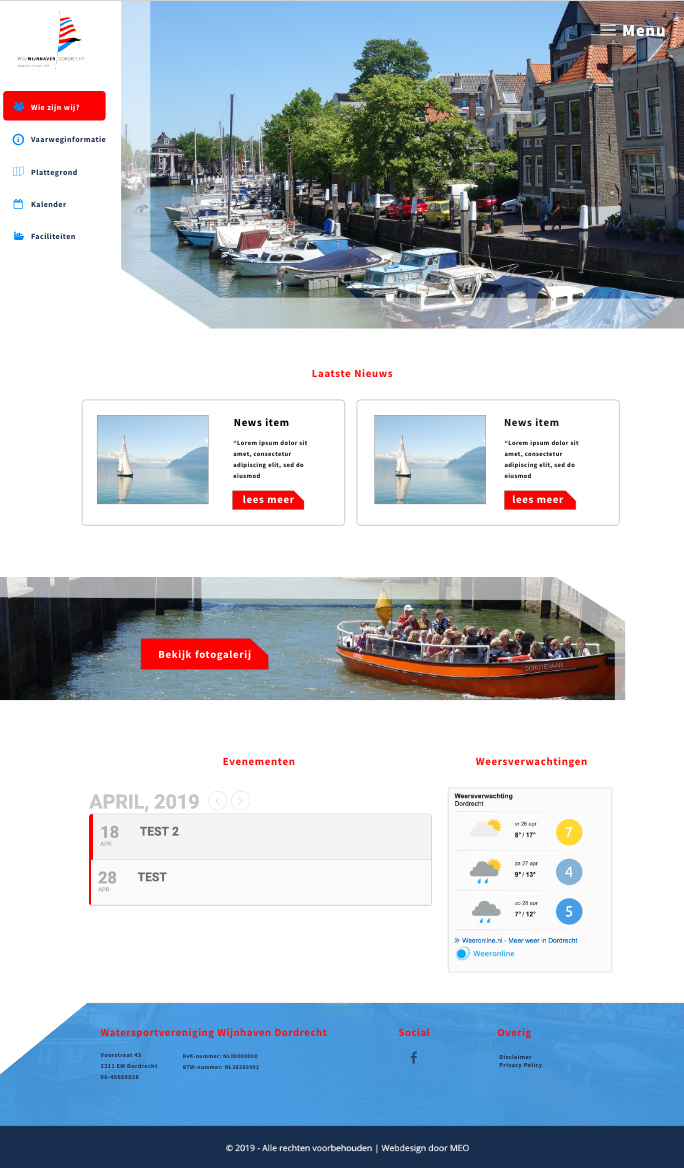 Menu
WSV WIJNHAVEN DORDRECHT
Wie zijn wij?
Vaarweginformatie
Plattegrond
Kalender
Faciliteiten
Laatste Nieuws
News item
"Lorem ipsum dolor sit
amet, consectetur
adipiscing elit, sed do
eiusmod
lees meer
News item
"Lorem ipsum dolor sit
amet, consectetur
adipiscing elit, sed do
eiusmod
lees meer
Bekijk fotogalerij
DORDTEVAAR
Evenementen
APRIL, 2019
18
APR
TEST 2
28
APR
TEST
Weersverwachtingen
Weersverwachting
Dordrecht
vr 26 apr
8° / 17°
7
za 27 apr
9° / 13°
4
zo 28 apr
7° / 12°
5
Weeronline.nl - Meer weer in Dordrecht
Weeronline
Watersportvereniging Wijnhaven Dordrecht
Voorstraat 43
3311 EM Dordrecht
06-48669038
KvK-nummer: NL00000000
BTW-nummer: NL38393992
Social
Overig
Disclaimer
Privacy Policy
© 2019 - Alle rechten voorbehouden | Webdesign door MEO